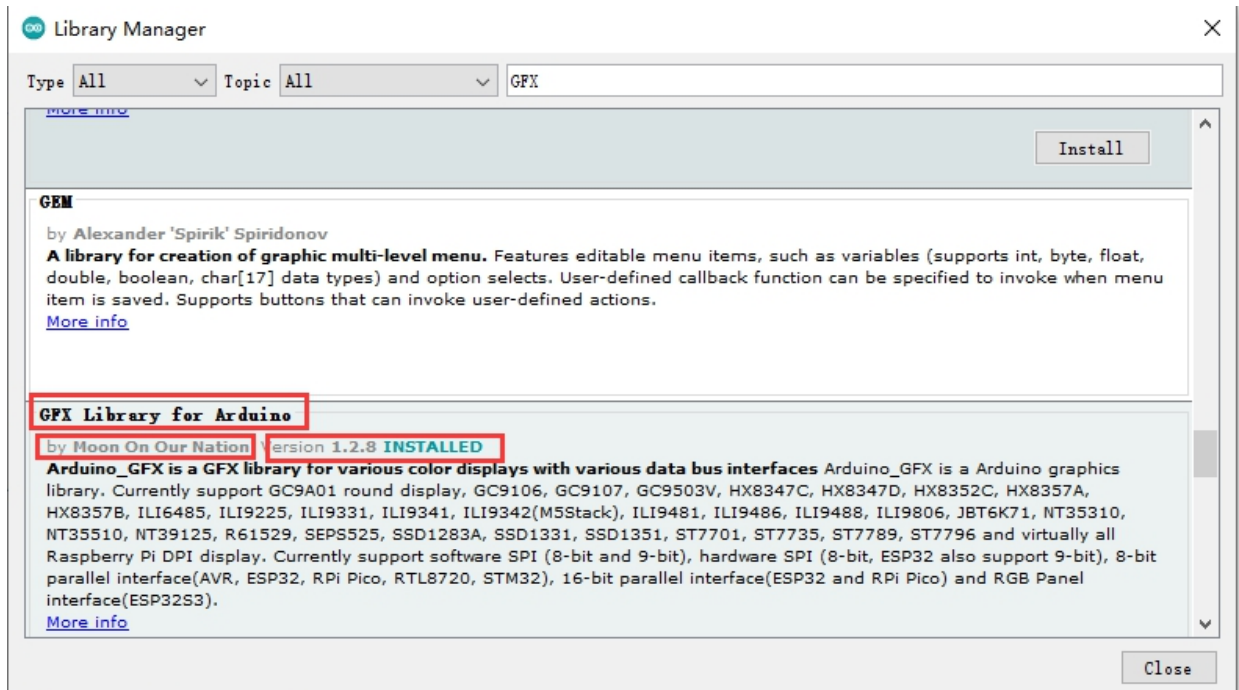 Library Manager
Type All Topic All GFX
More info
Install
GEM
by Alexander 'Spirik' Spiridonov
A library for creation of graphic multi-level menu. Features editable menu items, such as variables (supports int, byte, float,
double, boolean, char[17] data types) and option selects. User-defined callback function can be specified to invoke when menu
item is saved. Supports buttons that can invoke user-defined actions.
More info
GFX Library for Arduino
by Moon On Our Nation Version 1.2.8 INSTALLED
Arduino_GFX is a GFX library for various color displays with various data bus interfaces Arduino_GFX is a Arduino graphics
library. Currently support GC9A01 round display, GC9106, GC9107, GC9503V, HX8347C, HX8347D, HX8352C, HX8357A,
HX8357B, ILI6485, ILI9225, ILI9331, ILI9341, ILI9342(M5Stack), ILI9481, ILI9486, ILI9488, ILI9806, JBT6K71, NT35310,
NT35510, NT39125, R61529, SEPS525, SSD1283A, SSD1331, SSD1351, ST7701, ST7735, ST7789, ST7796 and virtually all
Raspberry Pi DPI display. Currently support software SPI (8-bit and 9-bit), hardware SPI (8-bit, ESP32 also support 9-bit), 8-bit
parallel interface(AVR, ESP32, RPi Pico, RTL8720, STM32), 16-bit parallel interface(ESP32 and RPi Pico) and RGB Panel
interface(ESP32S3).
More info
Close